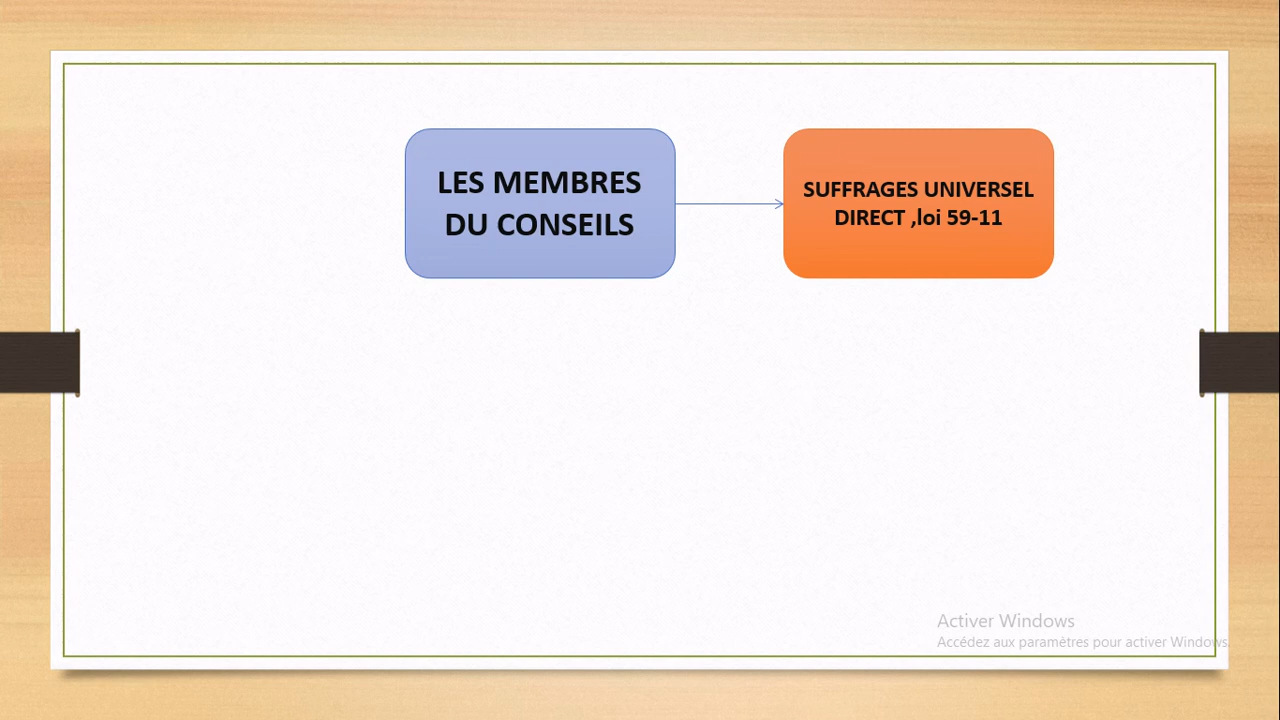 LES MEMBRES
DU CONSEILS
SUFFRAGES UNIVERSEL
DIRECT ,loi 59-11
Activer Windows
Accédez aux paramètres pour activer Windows.